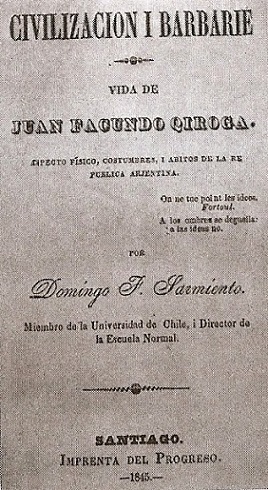 CIVILIZACION I BARBARIE
VIDA DE
JUAN FACUNDO QIROGA.
ASPECTO FÍSICO, COSTUMBRES, I ABITOS DE LA RE
PUBLICA ARJENTINA.
On ne tue point les idees.
Fortoul.
A los ombres se degüella:
a las ideas no.
POR
Domingo F. Sarmiento.
Miembro de la Universidad de Chile, i Director de
la Escuela Normal.
SANTIAGO.
IMPRENTA DEL PROGRESO.
—1845.—